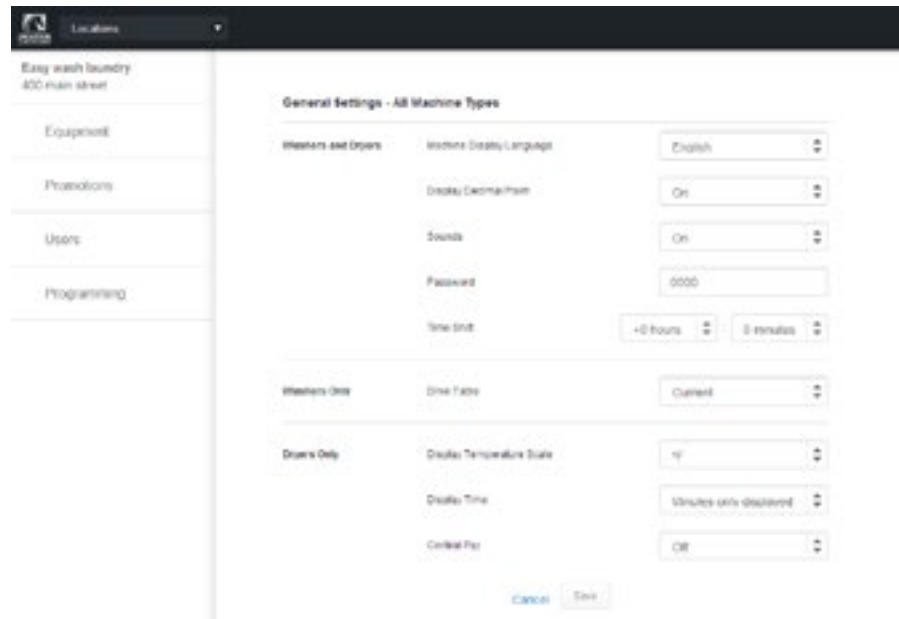 Locations
Easy wash laundry
400 main street
Equipment
Promotions
Users
Programming
General Settings - All Machine Types
Washers and Dryers
Machine Display Language
English
Display Decimal Point
On
Sounds
On
Password
0000
Time Shift
+0 hours
0 minutes
Washers Only
Drive Table
Current
Dryers Only
Display Temperature Scale
°F
Display Time
Minutes only displayed
Central Pay
Off
Cancel
Save